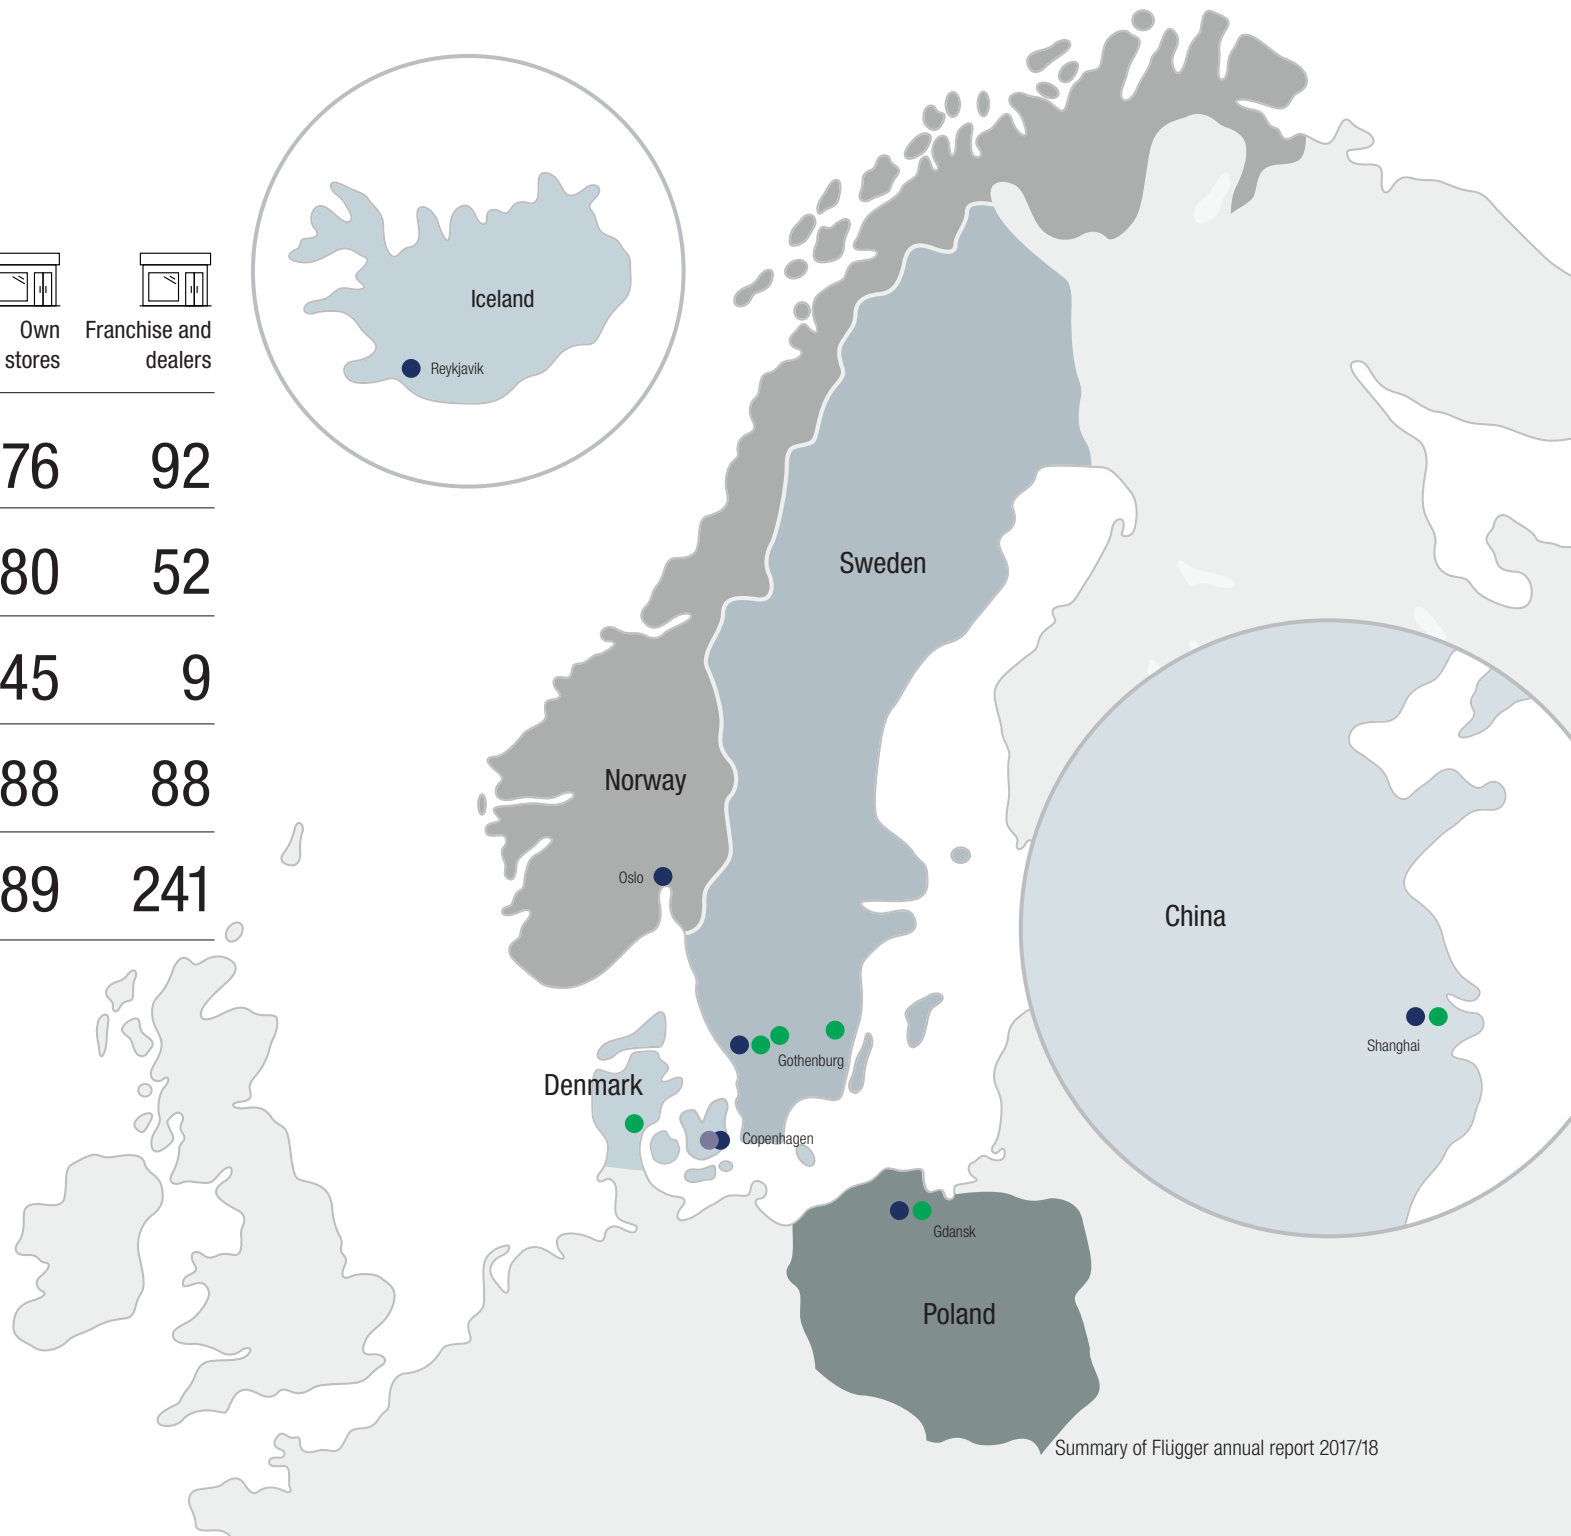 Own
stores
Franchise and
dealers
76 92
80 52
45 9
88 88
89 241
Iceland
Reykjavik
Sweden
Norway
Oslo
China
Shanghai
Gothenburg
Denmark
Copenhagen
Gdansk
Poland
Summary of Flügger annual report 2017/18